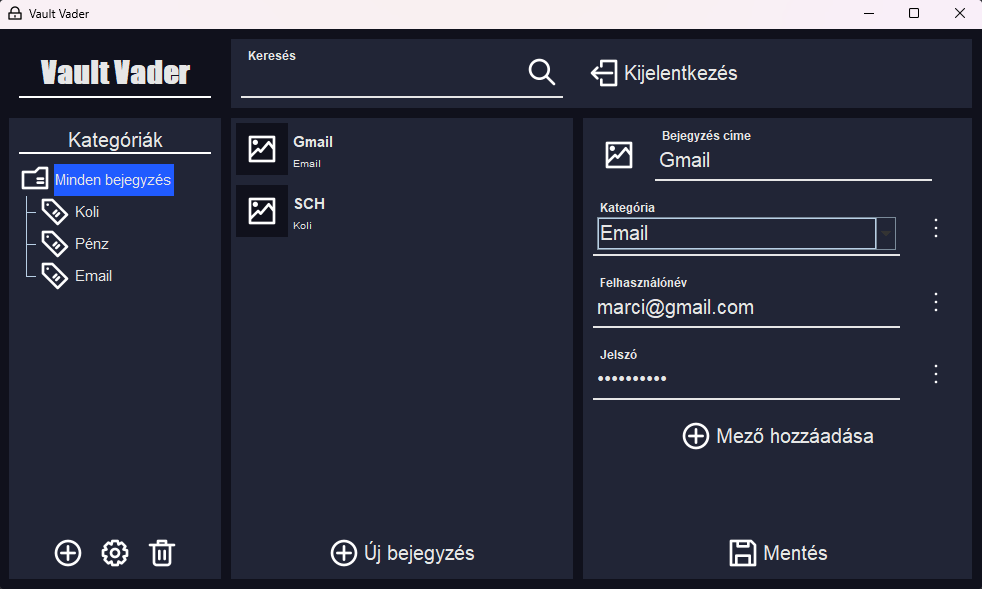 Vault Vader
Vault Vader
Keresés
Kijelentkezés
Kategóriák
Minden bejegyzés
Koli
Pénz
Email
Gmail
Email
SCH
Koli
Új bejegyzés
Bejegyzés címe
Gmail
Kategória
Email
Felhasználónév
marci@gmail.com
Jelszó
••••••••••
Mező hozzáadása
Mentés